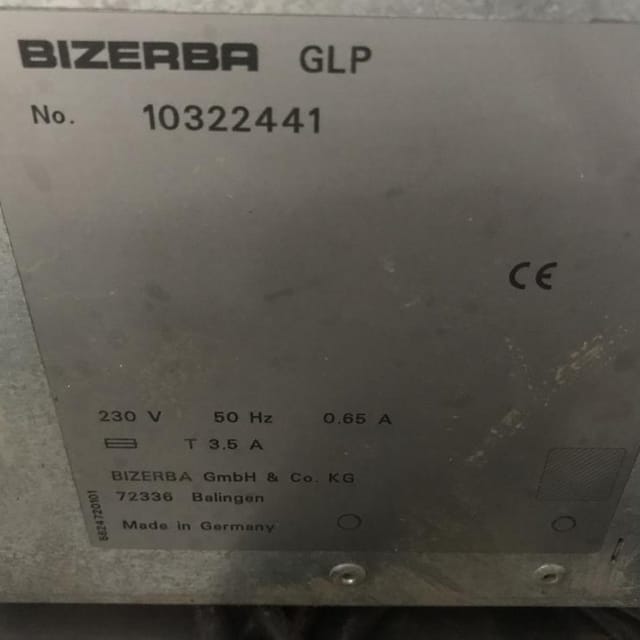 BIZERBA GLP
No. 10322441
CE
230 V 50 Hz 0.65 A
T 3.5 A
BIZERBA GmbH & Co. KG
72336 Balingen
Made in Germany